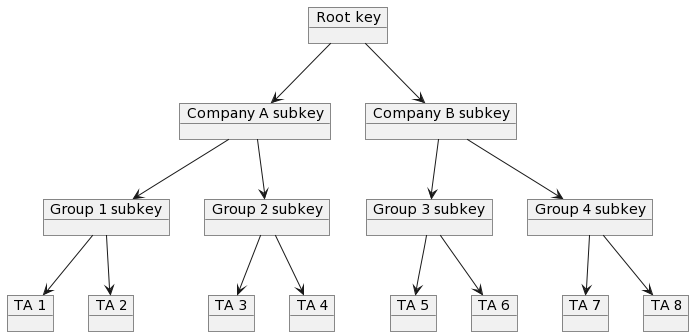 Root key
Company A subkey
Company B subkey
Group 1 subkey
Group 2 subkey
Group 3 subkey
Group 4 subkey
TA 1
TA 2
TA 3
TA 4
TA 5
TA 6
TA 7
TA 8